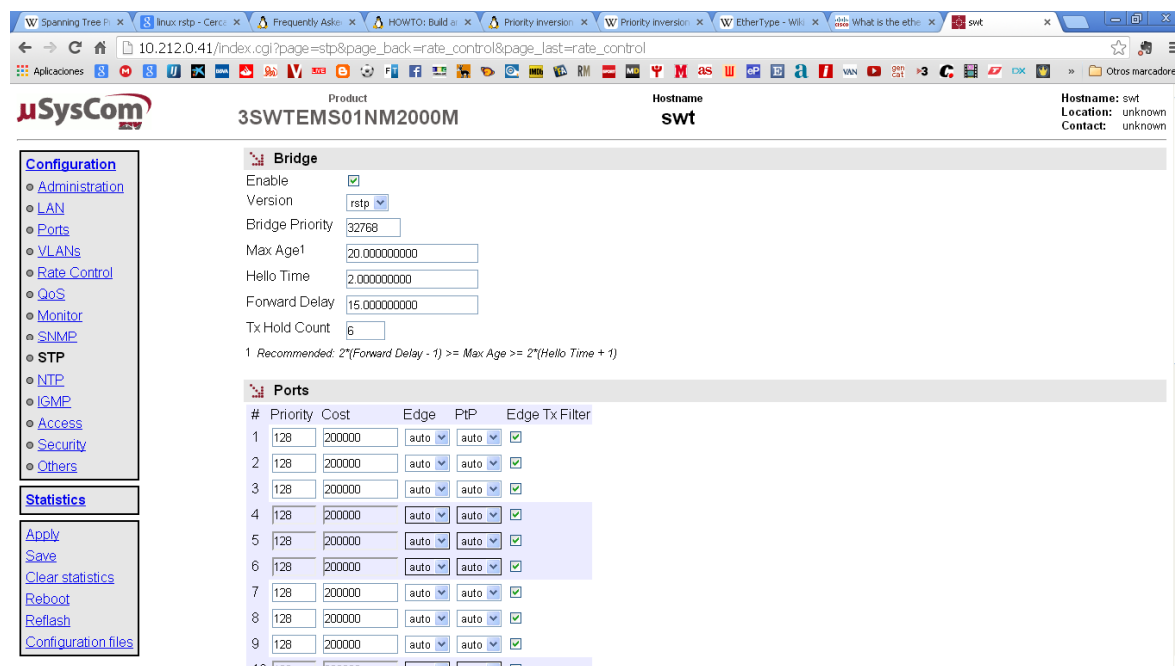 Spanning Tree Pr
linux rstp - Cerca
Frequently Aske
HOWTO: Build a
Priority inversion
Priority inversion
EtherType - Wiki
What is the ethe
swt
10.212.0.41/index.cgi?page=stp&page_back=rate_control&page_last=rate_control
Aplicaciones
Otros marcadore
µSysCom
Product
3SWTEMS01NM2000M
Hostname
swt
Hostname: swt
Location: unknown
Contact: unknown
Configuration
Administration
LAN
Ports
VLANs
Rate Control
QoS
Monitor
SNMP
STP
NTP
IGMP
Access
Security
Others
Statistics
Apply
Save
Clear statistics
Reboot
Reflash
Configuration files
Bridge
Enable
Version rstp
Bridge Priority 32768
Max Age1 20.000000000
Hello Time 2.000000000
Forward Delay 15.000000000
Tx Hold Count 6
1 Recommended: 2*(Forward Delay - 1) >= Max Age >= 2*(Hello Time + 1)
Ports
# Priority Cost Edge PtP Edge Tx Filter
1 128 200000 auto auto
2 128 200000 auto auto
3 128 200000 auto auto
4 128 200000 auto auto
5 128 200000 auto auto
6 128 200000 auto auto
7 128 200000 auto auto
8 128 200000 auto auto
9 128 200000 auto auto